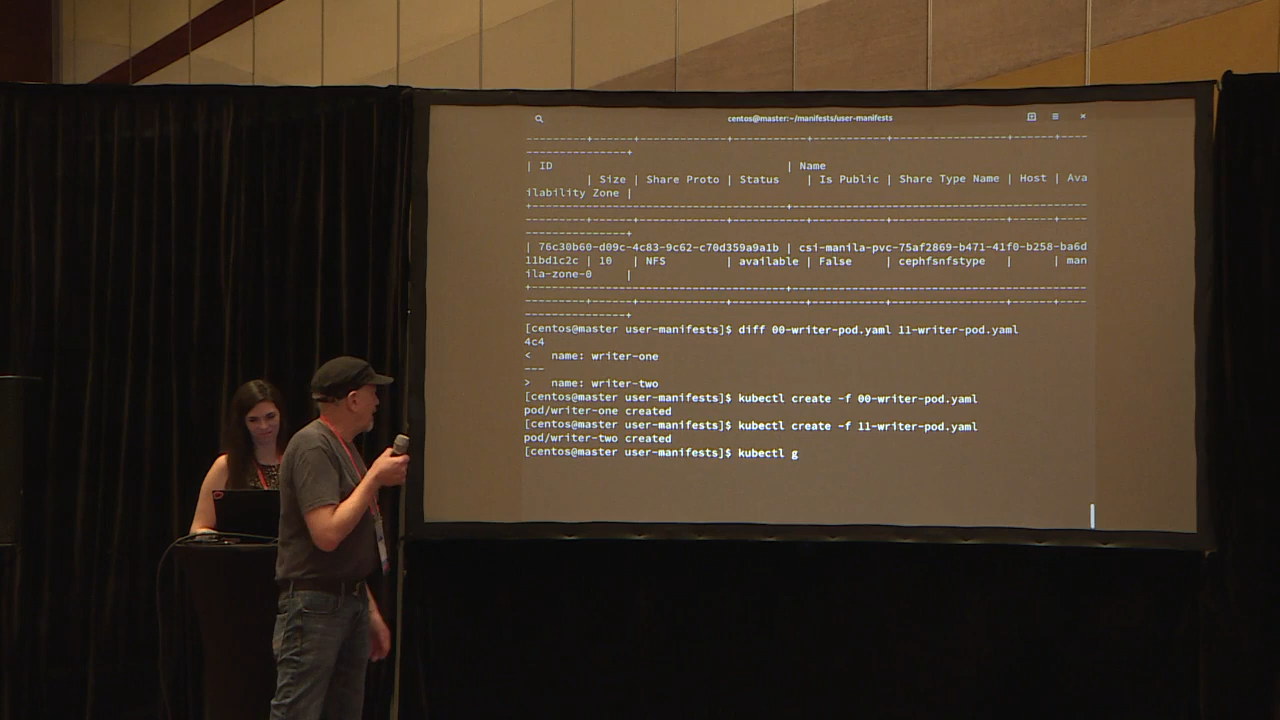 centos@master:~/manifests/user-manifests
---------+------+-------------+-----------+-----------+-----------------+------+----
---------------+
| ID                                   | Name
         | Size | Share Proto | Status    | Is Public | Share Type Name | Host | Ava
ilability Zone |
+--------------------------------------+---------------------------------------------
---------+------+-------------+-----------+-----------+-----------------+------+----
---------------+
| 76c30b60-d09c-4c83-9c62-c70d359a9a1b | csi-manila-pvc-75af2869-b471-41f0-b258-ba6d
11bd1c2c | 10   | NFS         | available | False     | cephfsnfstype   |      | man
ila-zone-0     |
+--------------------------------------+---------------------------------------------
---------+------+-------------+-----------+-----------+-----------------+------+----
---------------+
[centos@master user-manifests]$ diff 00-writer-pod.yaml 11-writer-pod.yaml
4c4
<   name: writer-one
---
>   name: writer-two
[centos@master user-manifests]$ kubectl create -f 00-writer-pod.yaml
pod/writer-one created
[centos@master user-manifests]$ kubectl create -f 11-writer-pod.yaml
pod/writer-two created
[centos@master user-manifests]$ kubectl g